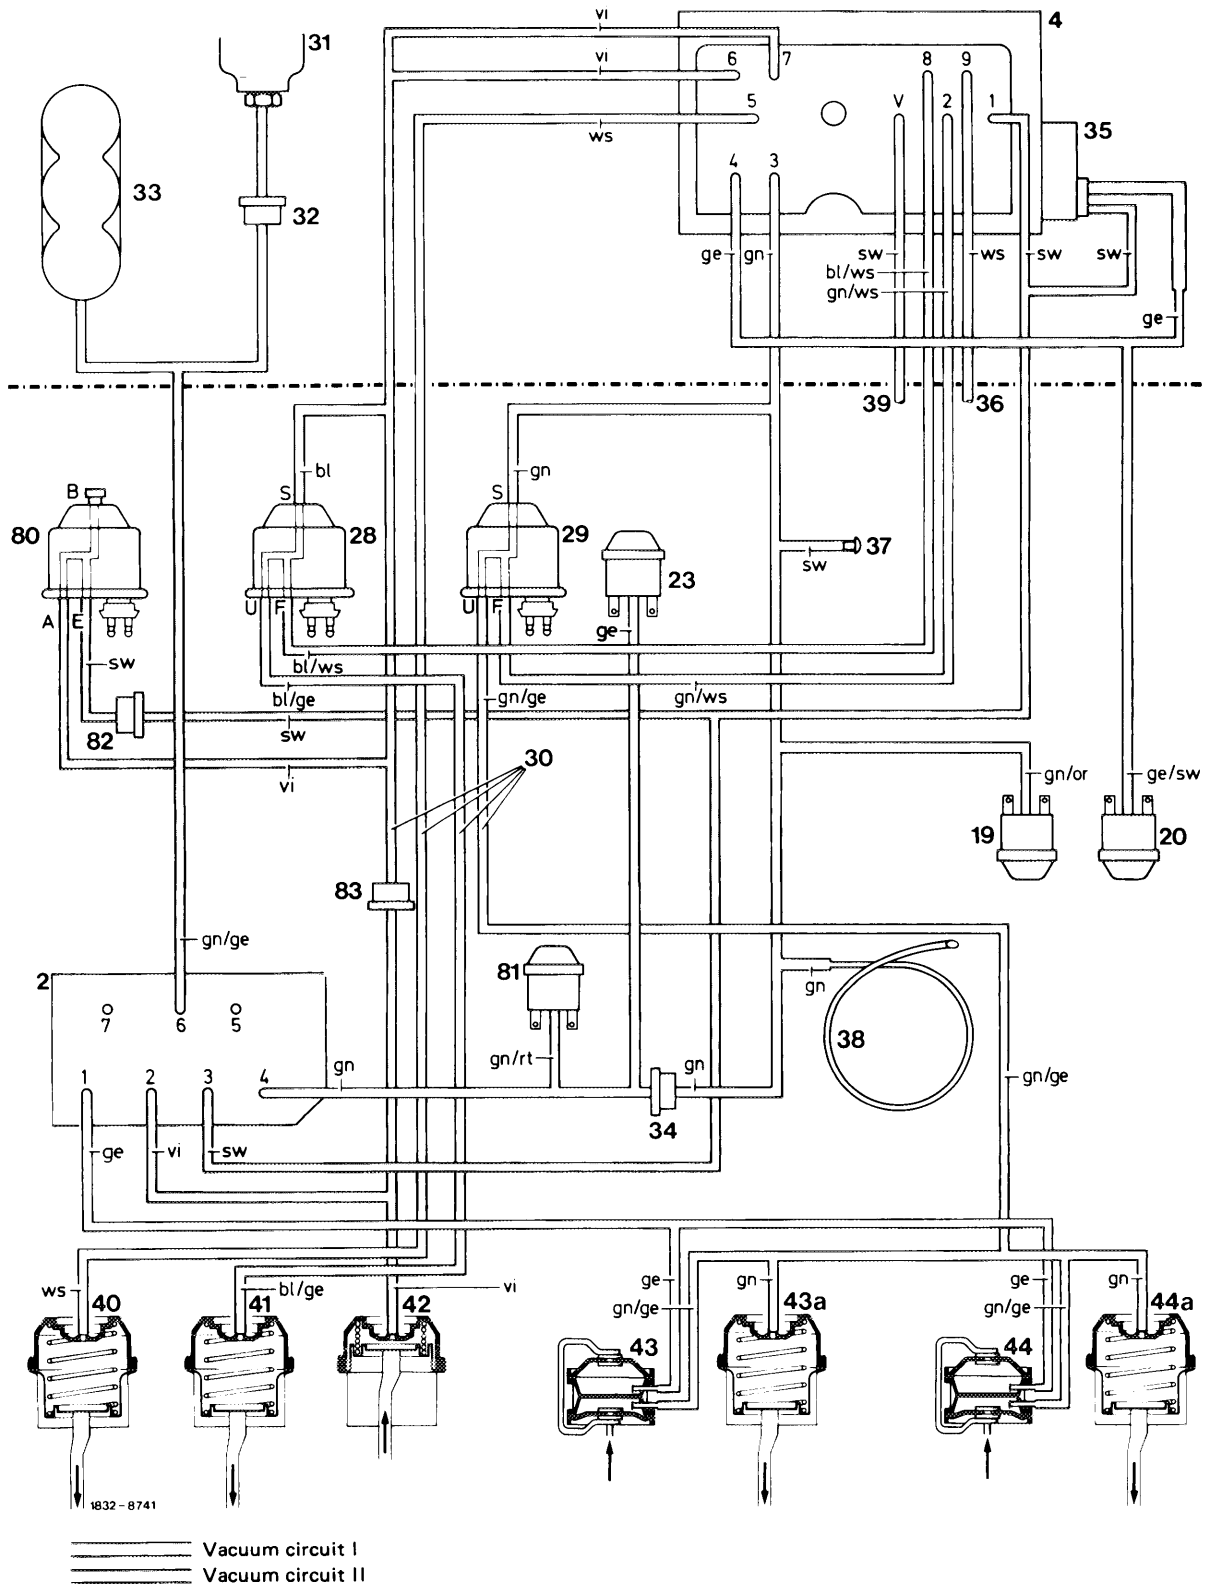 vi
4
31
vi
6
7
8
9
5
V
2
1
35
ws
4
3
33
32
ge
gn
sw
ws
sw
sw
bl/ws
gn/ws
ge
39
36
bl
gn
B
S
S
80
28
29
37
sw
23
U
F
U
F
A
E
ge
sw
bl/ws
bl/ge
gn/ge
gn/ws
82
sw
30
vi
gn/or
ge/sw
19
20
83
gn/ge
81
2
gn
7
6
5
38
gn/rt
1
2
3
4
gn
gn
gn/ge
34
ge
vi
sw
ws
bl/ge
vi
ge
gn
ge
gn
gn/ge
gn/ge
40
41
42
43a
44a
43
44
1832-8741
Vacuum circuit I
Vacuum circuit II